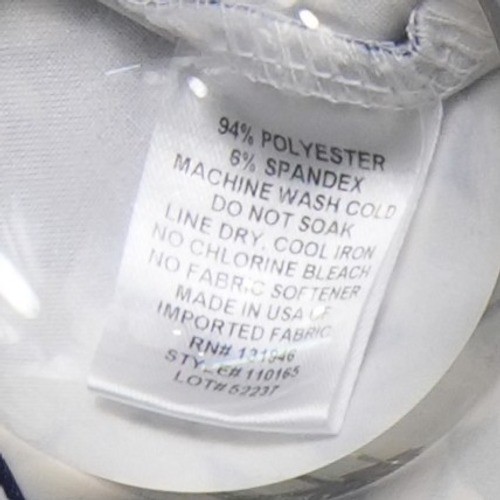 94% POLYESTER
6% SPANDEX
MACHINE WASH COLD
DO NOT SOAK
LINE DRY, COOL IRON
NO CHLORINE BLEACH
NO FABRIC SOFTENER
MADE IN USA OF
IMPORTED FABRIC
RN# 131946
STYLE# 110165
LOT# 52237